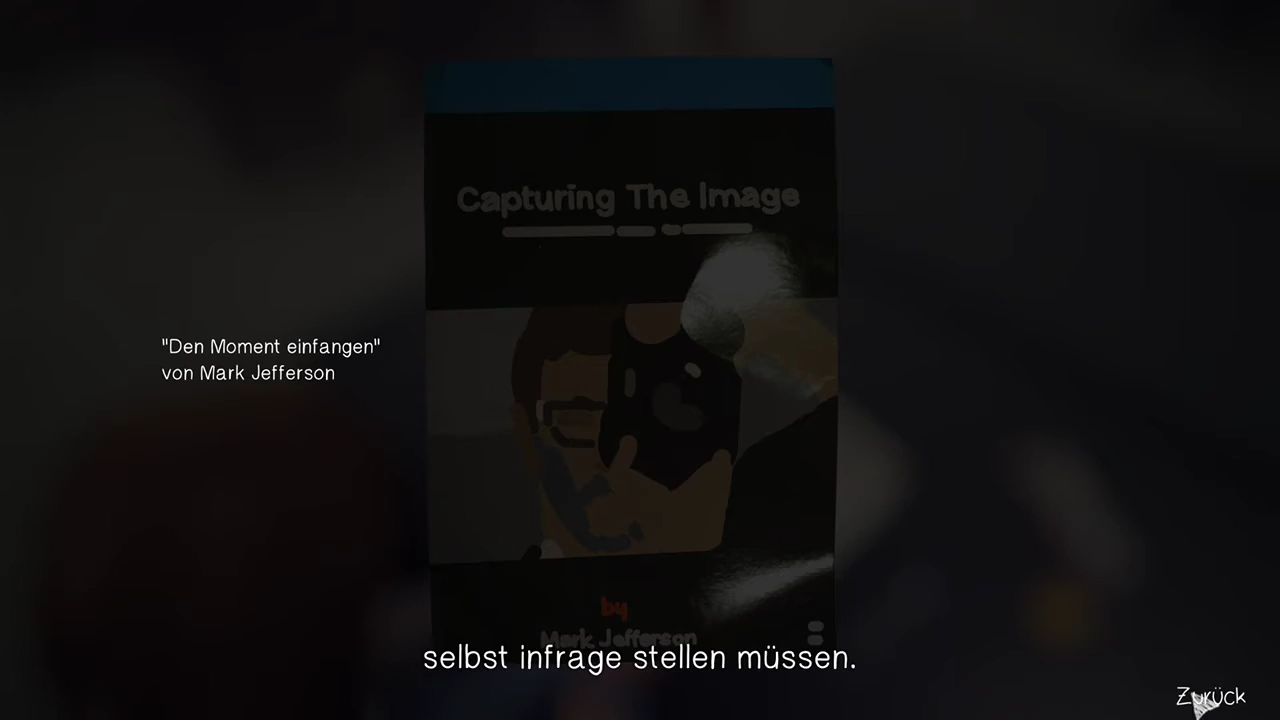 Capturing The Image
"Den Moment einfangen"
von Mark Jefferson
by
Mark Jefferson
selbst infrage stellen müssen.
Zurück